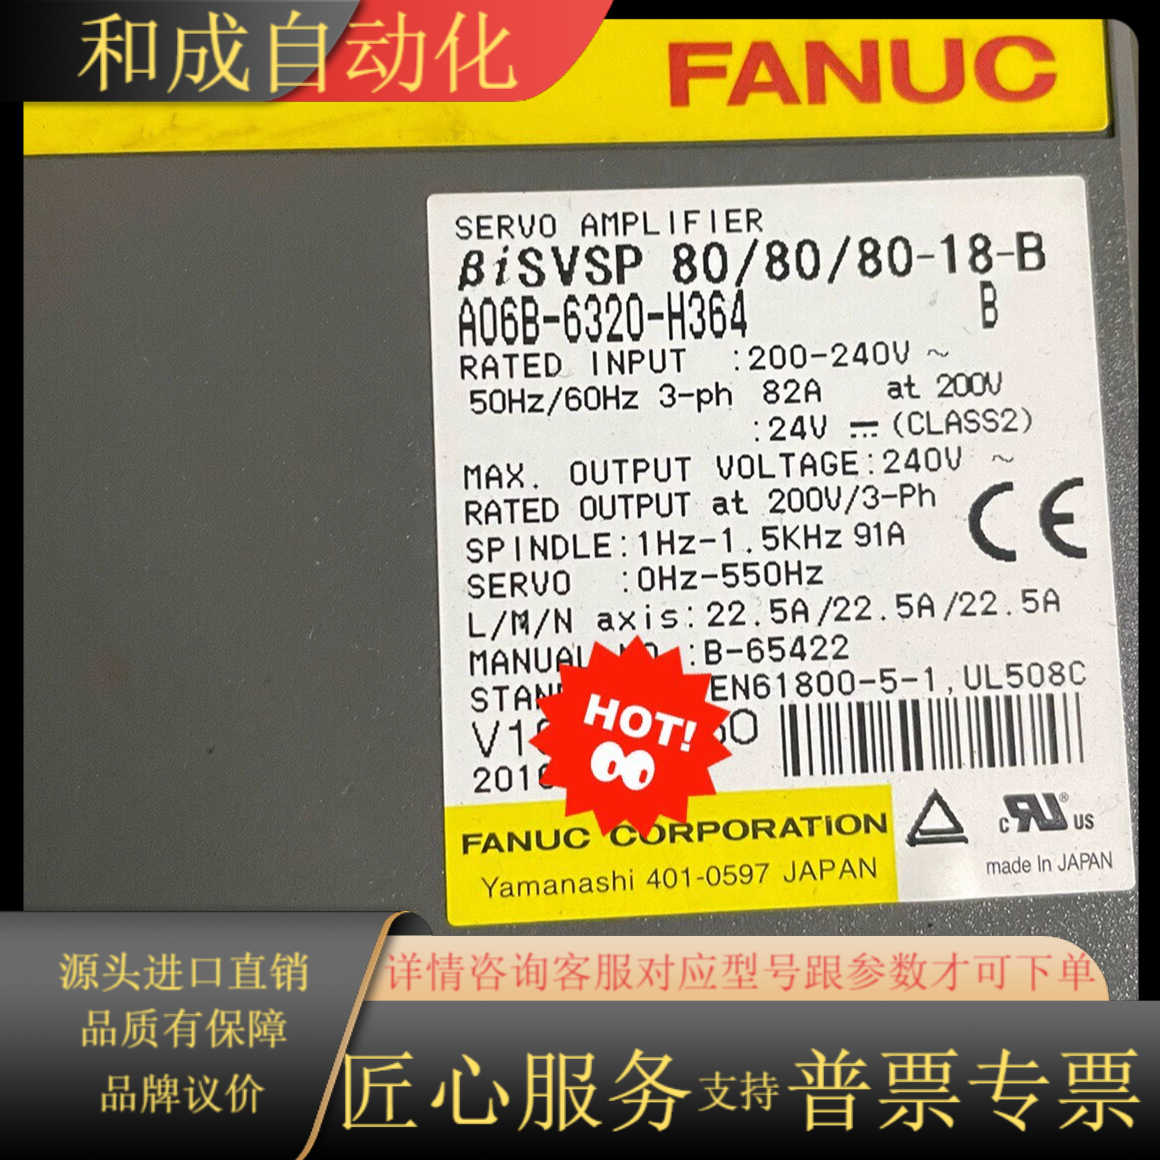 和成自动化
FANUC
SERVO AMPLIFIER
βiSVSP 80/80/80-18-B
A06B-6320-H364 B
RATED INPUT :200-240V ~
50Hz/60Hz 3-ph 82A at 200V
:24V ⎓ (CLASS2)
MAX. OUTPUT VOLTAGE:240V ~
RATED OUTPUT at 200V/3-Ph
SPINDLE:1Hz-1.5KHz 91A
SERVO :0Hz-550Hz
L/M/N axis:22.5A/22.5A/22.5A
CE
MANUAL :B-65422
EN61800-5-1,UL508C
HOT!
FANUC CORPORATION
Yamanashi 401-0597 JAPAN
c RU ® US
made In JAPAN
源头进口直销
品质有保障
品牌议价
详情咨询客服对应型号跟参数才可下单
匠心服务支持普票专票